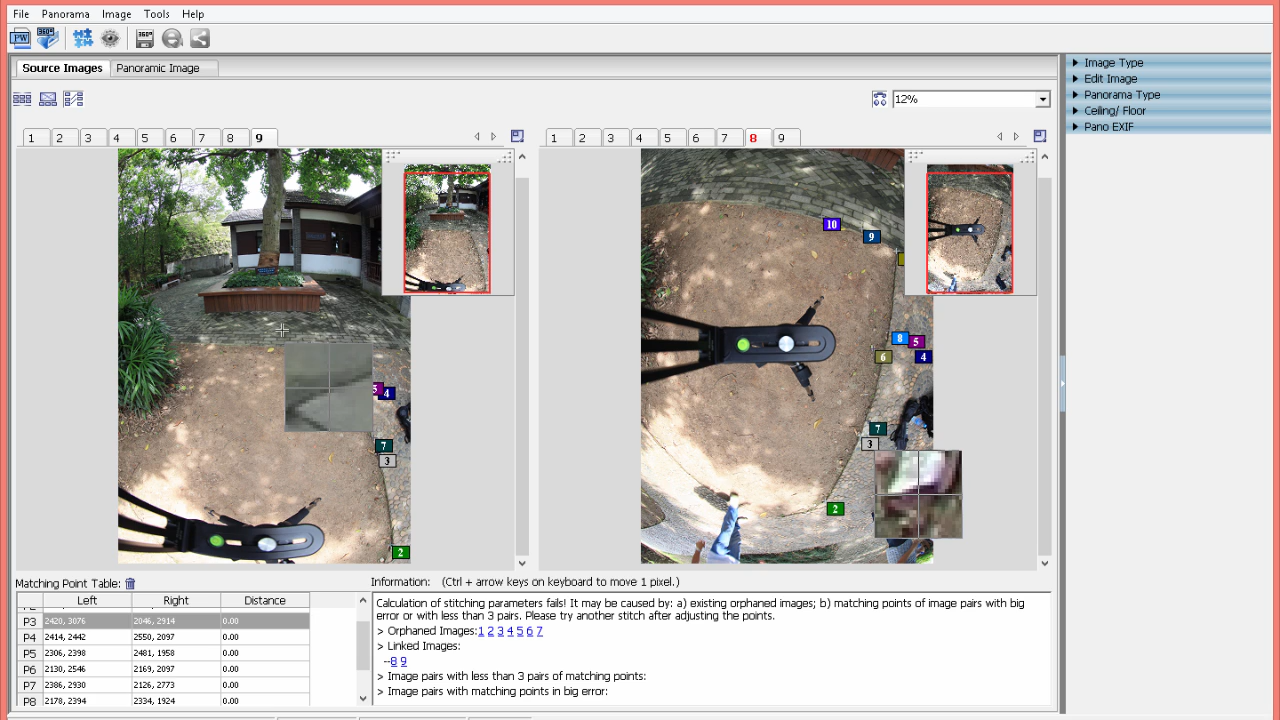 File Panorama Image Tools Help
PW 360° 360°
Source Images Panoramic Image
12%
1 2 3 4 5 6 7 8 9
1 2 3 4 5 6 7 8 9
5 4
7
3
2
10
9
8 5
6 4
7
3
2
Image Type
Edit Image
Panorama Type
Ceiling/ Floor
Pano EXIF
Matching Point Table:
Left Right Distance
P3 2420, 3076 2046, 2914 0.00
P4 2414, 2442 2550, 2097 0.00
P5 2306, 2398 2481, 1958 0.00
P6 2130, 2546 2169, 2097 0.00
P7 2386, 2930 2126, 2773 0.00
P8 2178, 2394 2334, 1924 0.00
Information: (Ctrl + arrow keys on keyboard to move 1 pixel.)
Calculation of stitching parameters fails! It may be caused by: a) existing orphaned images; b) matching points of image pairs with big
error or with less than 3 pairs. Please try another stitch after adjusting the points.
> Orphaned Images:1 2 3 4 5 6 7
> Linked Images:
--8 9
> Image pairs with less than 3 pairs of matching points:
> Image pairs with matching points in big error: